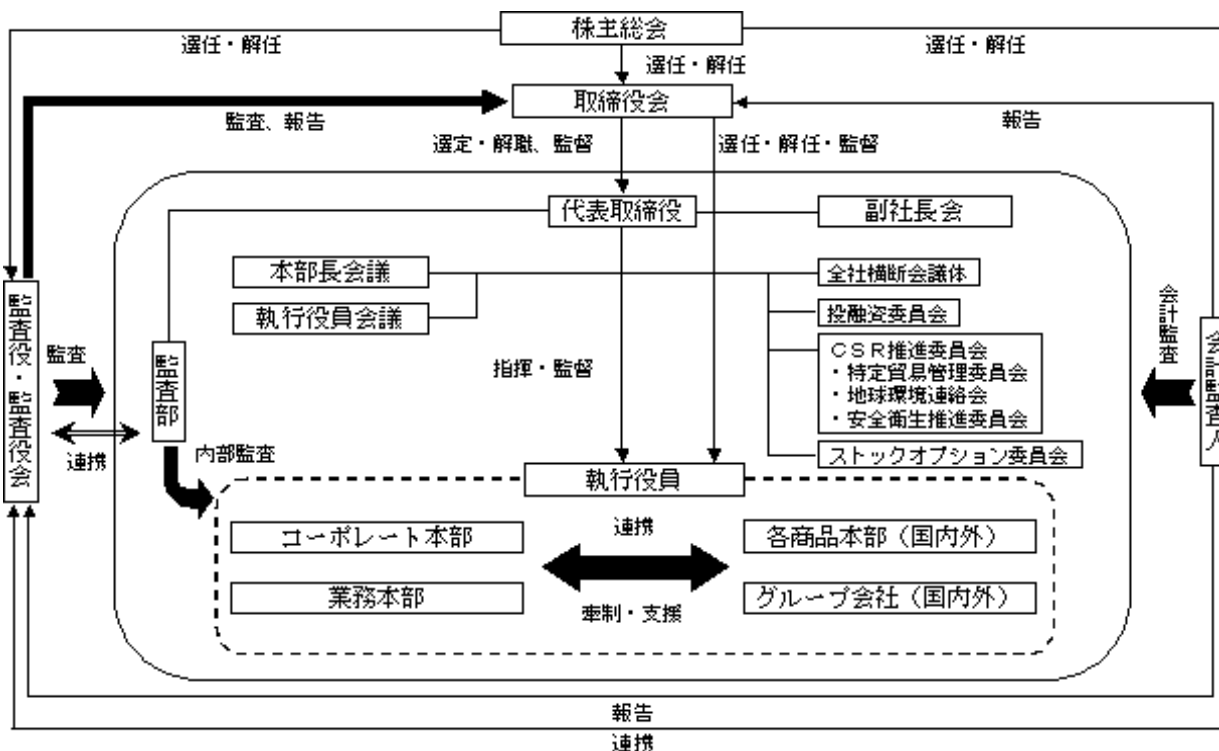 株主総会
選任・解任
選任・解任
選任・解任
取締役会
監査、報告
報告
選定・解職、監督
選任・解任・監督
代表取締役
副社長会
本部長会議
全社横断会議体
執行役員会議
投融資委員会
監査役・監査役会
監査
監査部
指揮・監督
CSR推進委員会
・特定貿易管理委員会
・地球環境連絡会
・安全衛生推進委員会
会計監査
会計監査人
連携
内部監査
ストックオプション委員会
執行役員
コーポレート本部
連携
各商品本部(国内外)
業務本部
牽制・支援
グループ会社(国内外)
報告
連携